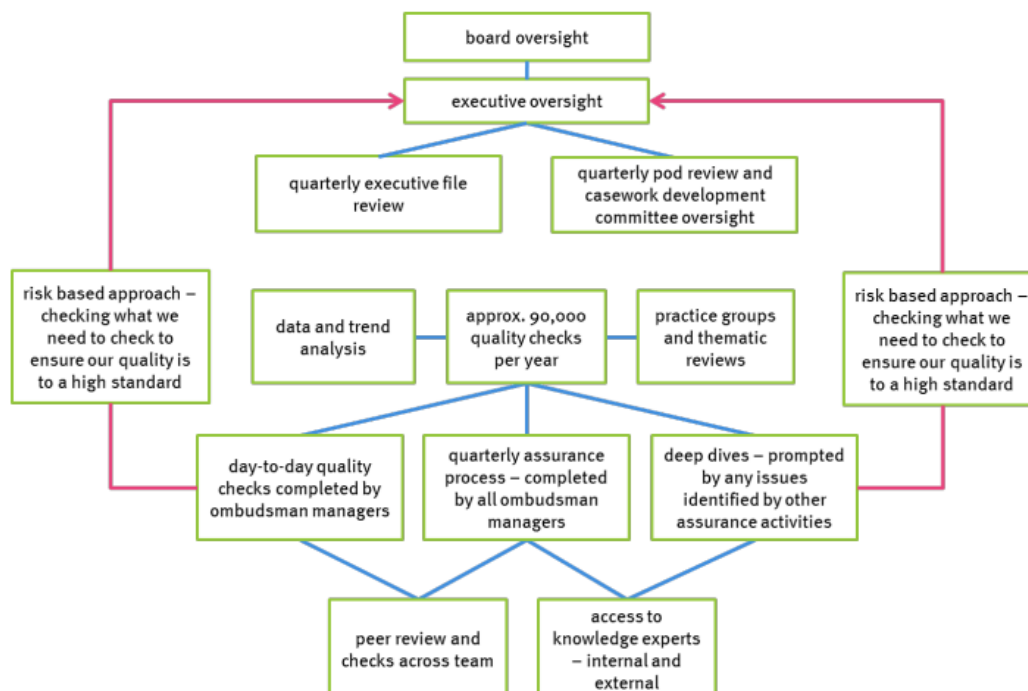 board oversight
executive oversight
quarterly executive file
review
quarterly pod review and
casework development
committee oversight
risk based approach –
checking what we
need to check to
ensure our quality is
to a high standard
data and trend
analysis
approx. 90,000
quality checks
per year
practice groups
and thematic
reviews
risk based approach –
checking what we
need to check to
ensure our quality is
to a high standard
day-to-day quality
checks completed by
ombudsman managers
quarterly assurance
process – completed
by all ombudsman
managers
deep dives – prompted
by any issues
identified by other
assurance activities
peer review and
checks across team
access to
knowledge experts
– internal and
external